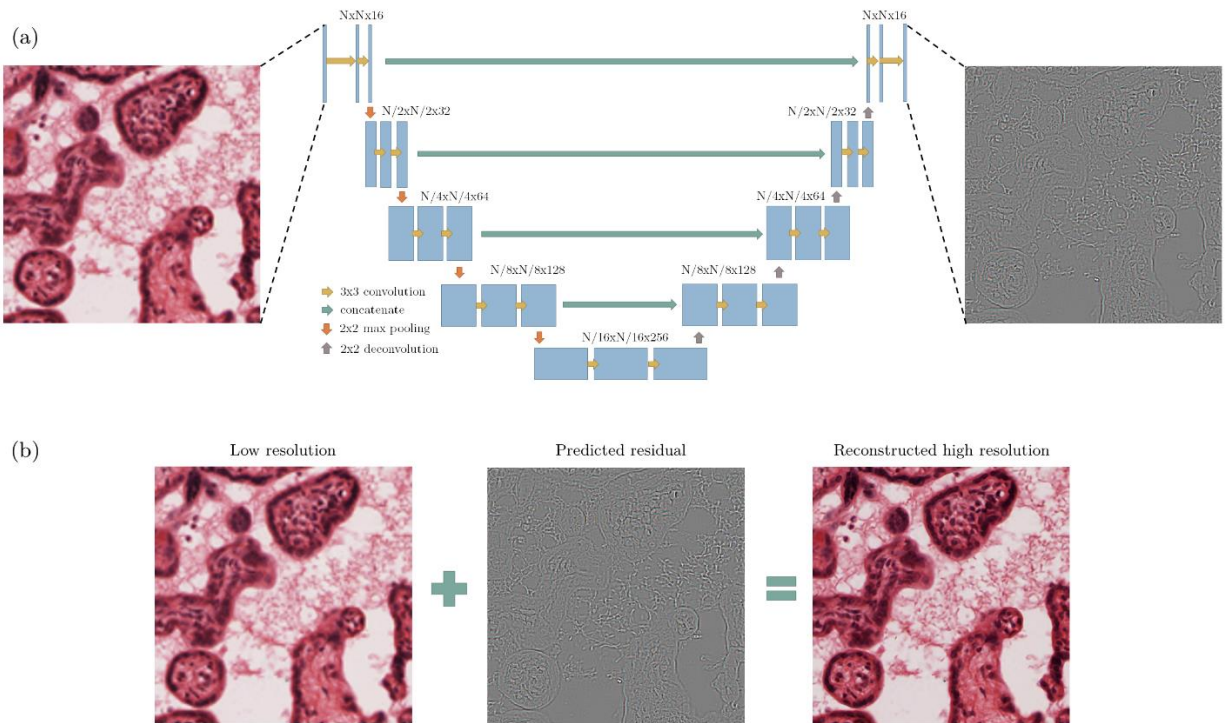 (a)
NxNx16
NxNx16
N/2xN/2x32
N/2xN/2x32
N/4xN/4x64
N/4xN/4x64
N/8xN/8x128
N/8xN/8x128
3x3 convolution
concatenate
2x2 max pooling
2x2 deconvolution
N/16xN/16x256
(b)
Low resolution
Predicted residual
Reconstructed high resolution